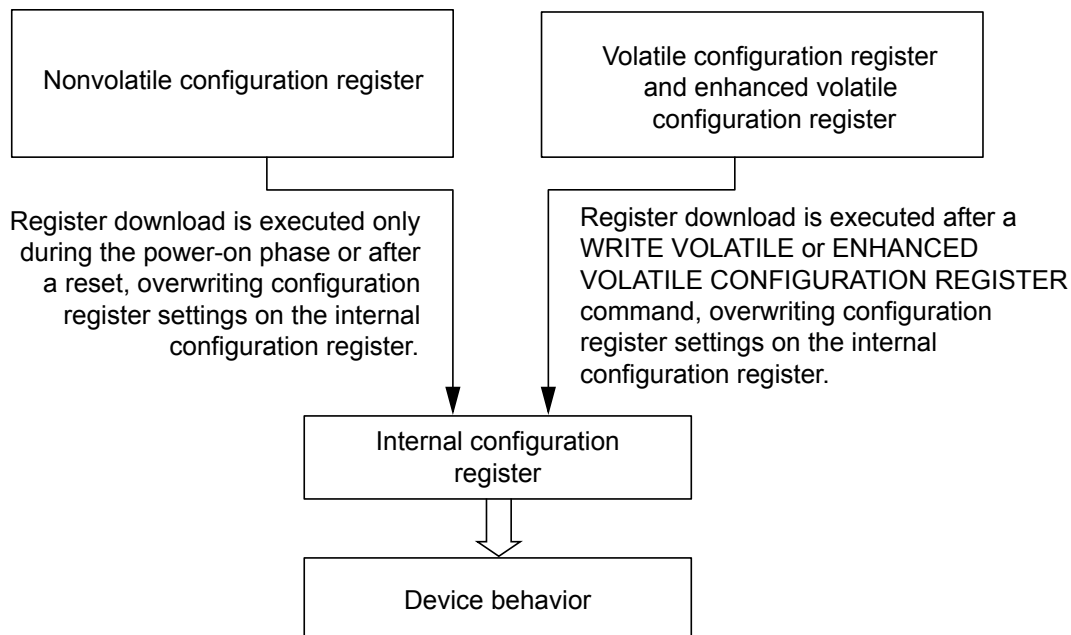 Nonvolatile configuration register
Volatile configuration register
and enhanced volatile
configuration register
Register download is executed only
during the power-on phase or after
a reset, overwriting configuration
register settings on the internal
configuration register.
Register download is executed after a
WRITE VOLATILE or ENHANCED
VOLATILE CONFIGURATION REGISTER
command, overwriting configuration
register settings on the internal
configuration register.
Internal configuration
register
Device behavior